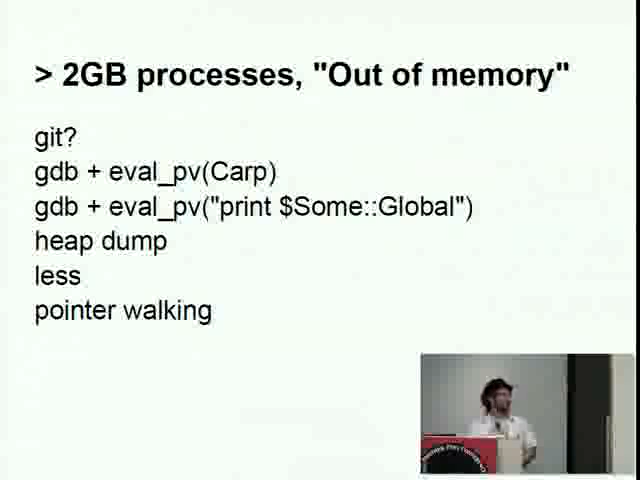 > 2GB processes, "Out of memory"
git?
gdb + eval_pv(Carp)
gdb + eval_pv("print $Some::Global")
heap dump
less
pointer walking